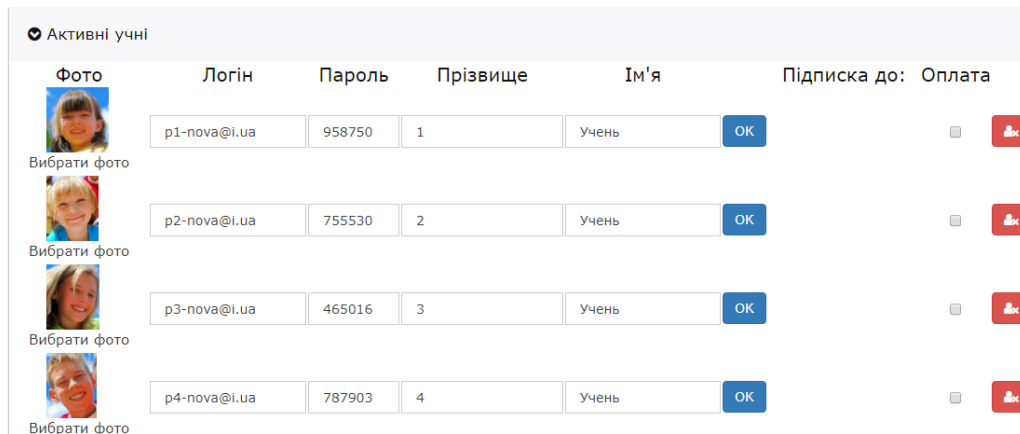 Активні учні
Фото Логін Пароль Прізвище Ім'я Підписка до: Оплата
p1-nova@i.ua 958750 1 Учень OK
Вибрати фото
p2-nova@i.ua 755530 2 Учень OK
Вибрати фото
p3-nova@i.ua 465016 3 Учень OK
Вибрати фото
p4-nova@i.ua 787903 4 Учень OK
Вибрати фото